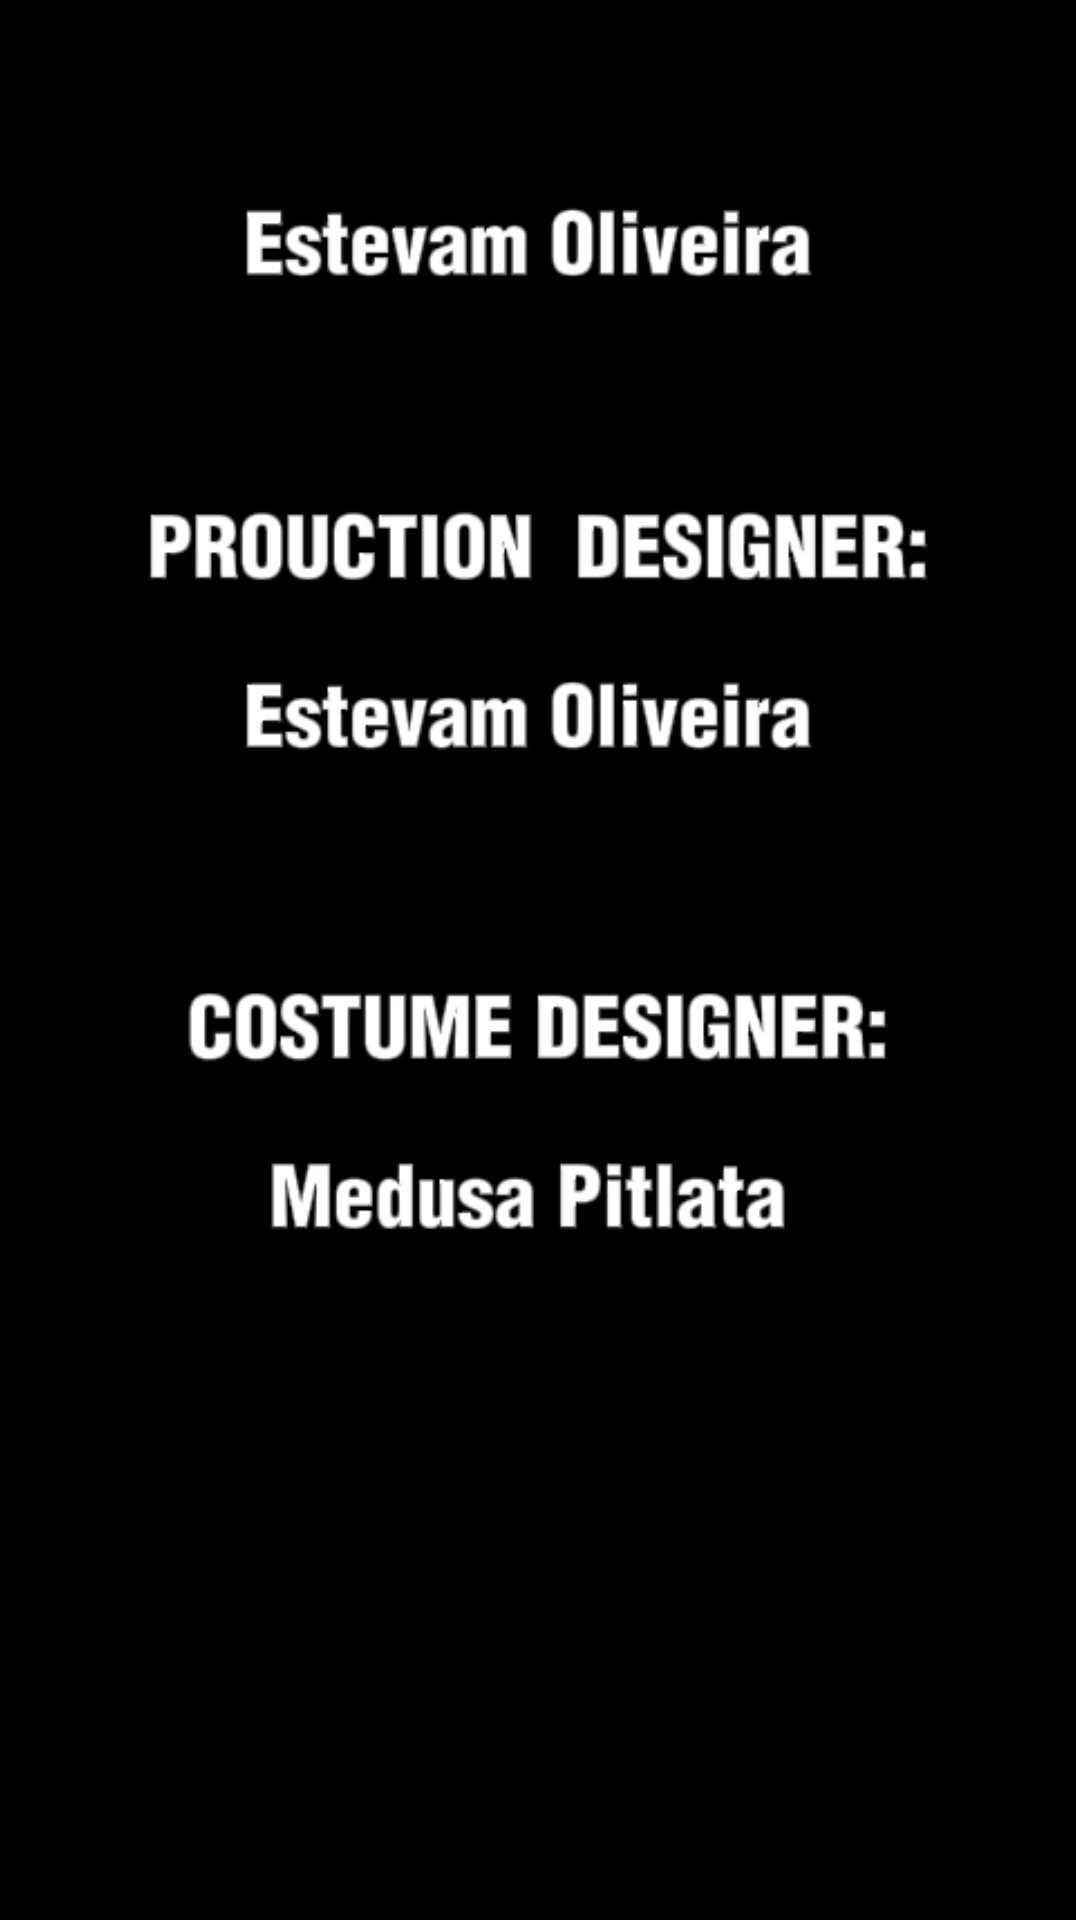 Estevam Oliveira
PROUCTION  DESIGNER:
Estevam Oliveira
COSTUME DESIGNER:
Medusa Pitlata